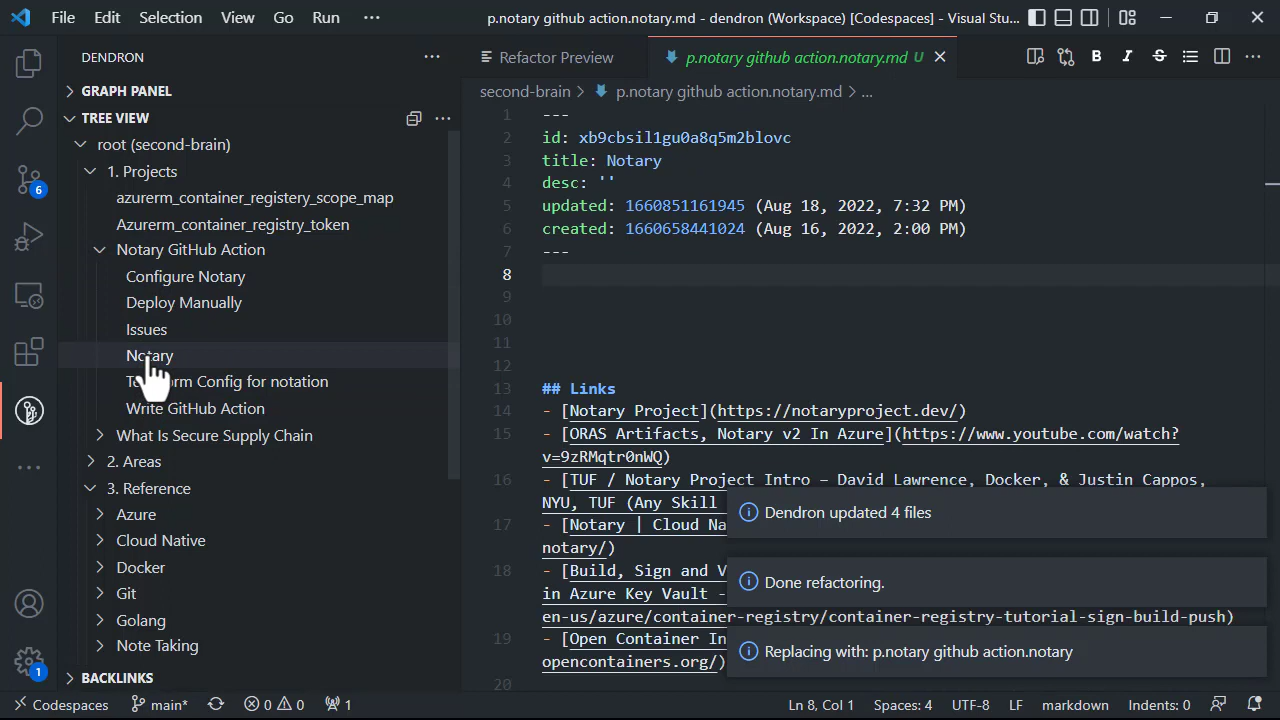 File Edit Selection View Go Run ⋯ p.notary github action.notary.md - dendron (Workspace) [Codespaces] - Visual Stu...
DENDRON
GRAPH PANEL
TREE VIEW
root (second-brain)
1. Projects
azurerm_container_registery_scope_map
Azurerm_container_registry_token
Notary GitHub Action
Configure Notary
Deploy Manually
Issues
Notary
Config for notation
Write GitHub Action
What Is Secure Supply Chain
2. Areas
3. Reference
Azure
Cloud Native
Docker
Git
Golang
Note Taking
BACKLINKS
6
1
Refactor Preview p.notary github action.notary.md U
second-brain > p.notary github action.notary.md > ...
1 ---
2 id: xb9cbsil1gu0a8q5m2blovc
3 title: Notary
4 desc: ''
5 updated: 1660851161945 (Aug 18, 2022, 7:32 PM)
6 created: 1660658441024 (Aug 16, 2022, 2:00 PM)
7 ---
8
9
10
11
12
13 ## Links
14 - [Notary Project](https://notaryproject.dev/)
15 - [ORAS Artifacts, Notary v2 In Azure](https://www.youtube.com/watch?
v=9zRMqtr0nWQ)
16 - [TUF / Notary Project Intro – David Lawrence, Docker, & Justin Cappos,
NYU, TUF (Any Skill
17 - [Notary | Cloud Na
notary/)
18 - [Build, Sign and V
in Azure Key Vault -
en-us/azure/container-registry/container-registry-tutorial-sign-build-push)
19 - [Open Container In
opencontainers.org/)
20
Dendron updated 4 files
Done refactoring.
Replacing with: p.notary github action.notary
Codespaces main* 0 0 1 Ln 8, Col 1 Spaces: 4 UTF-8 LF markdown Indents: 0